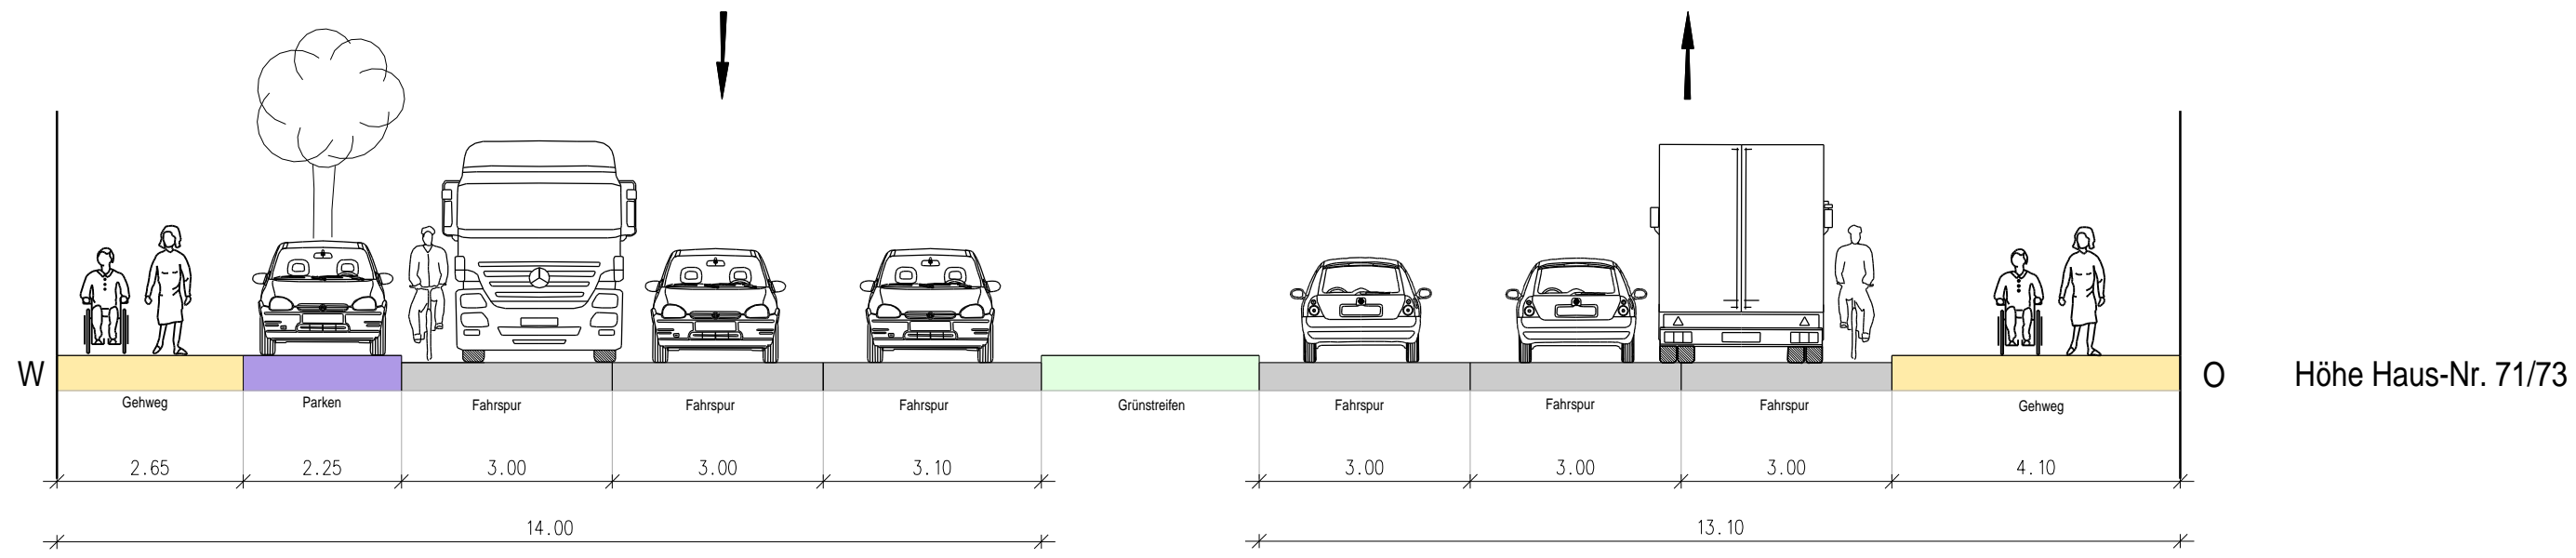 W O Höhe Haus-Nr. 71/73
Gehweg Parken Fahrspur Fahrspur Fahrspur Grünstreifen Fahrspur Fahrspur Fahrspur Gehweg
2.65 2.25 3.00 3.00 3.10 3.00 3.00 3.00 4.10
14.00 13.10